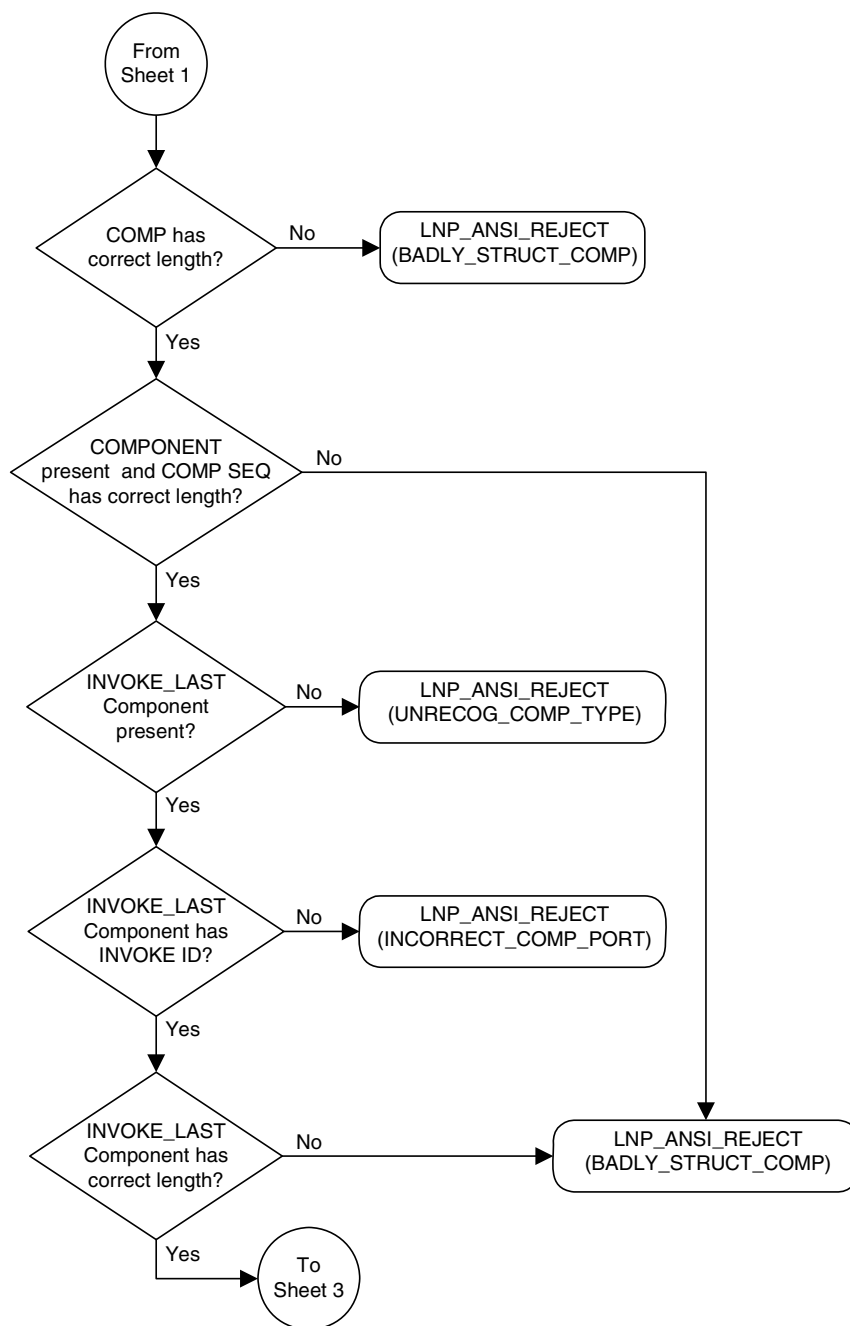 From
Sheet 1
COMP has
correct length?
No
LNP_ANSI_REJECT
(BADLY_STRUCT_COMP)
Yes
COMPONENT
present and COMP SEQ
has correct length?
No
Yes
INVOKE_LAST
Component
present?
No
LNP_ANSI_REJECT
(UNRECOG_COMP_TYPE)
Yes
INVOKE_LAST
Component has
INVOKE ID?
No
LNP_ANSI_REJECT
(INCORRECT_COMP_PORT)
Yes
INVOKE_LAST
Component has
correct length?
No
LNP_ANSI_REJECT
(BADLY_STRUCT_COMP)
Yes
To
Sheet 3